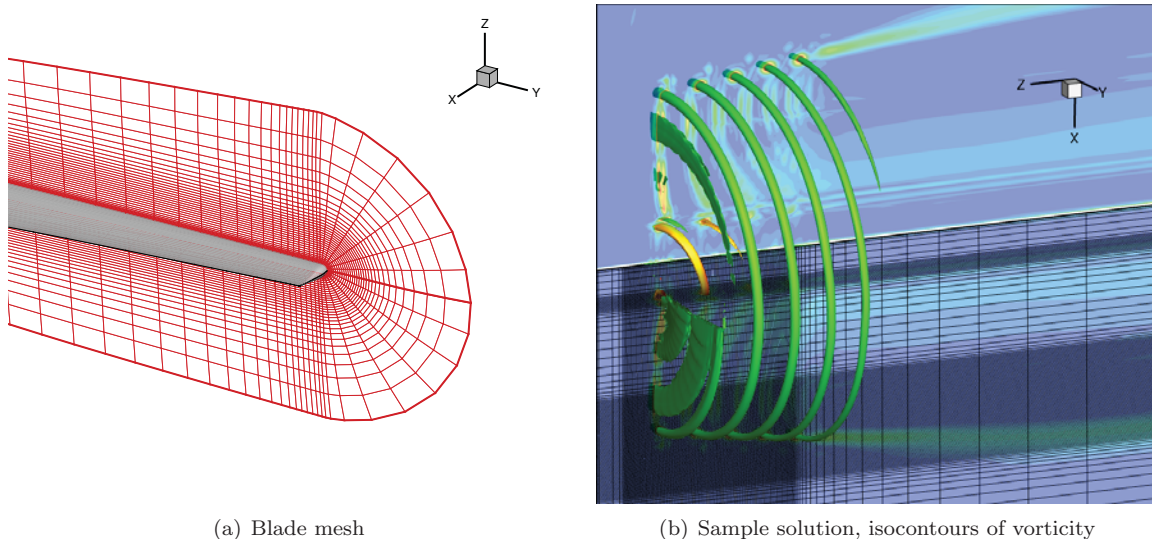 Z
X
Y
Z
Y
X
(a) Blade mesh
(b) Sample solution, isocontours of vorticity